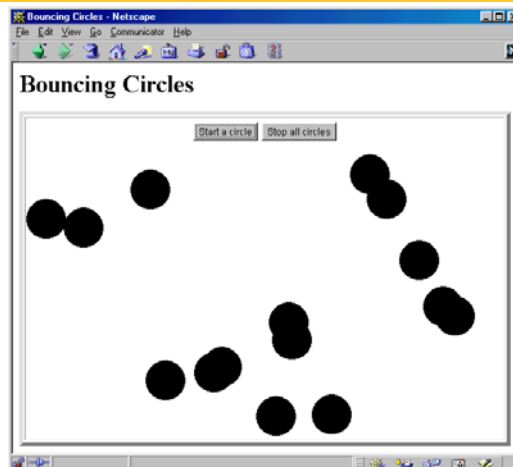 Bouncing Circles - Netscape
File Edit View Go Communicator Help
Bouncing Circles
Start a circle Stop all circles